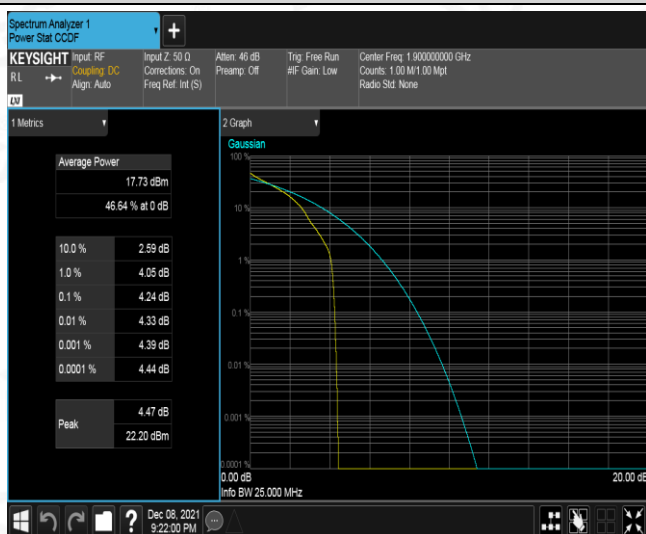 Spectrum Analyzer 1
Power Stat CCDF
+
KEYSIGHT
RL
LXI
Input: RF
Coupling: DC
Align: Auto
Input Z: 50 Ω
Corrections: On
Freq Ref: Int (S)
Atten: 46 dB
Preamp: Off
Trig: Free Run
#IF Gain: Low
Center Freq: 1.900000000 GHz
Counts: 1.00 M/1.00 Mpt
Radio Std: None
1 Metrics
Average Power
17.73 dBm
46.64 % at 0 dB
10.0 % 2.59 dB
1.0 % 4.05 dB
0.1 % 4.24 dB
0.01 % 4.33 dB
0.001 % 4.39 dB
0.0001 % 4.44 dB
Peak
4.47 dB
22.20 dBm
2 Graph
Gaussian
100 %
10 %
1 %
0.1 %
0.01 %
0.001 %
0.0001 %
0.00 dB
20.00 dB
Info BW 25.000 MHz
?
Dec 08, 2021
9:22:00 PM